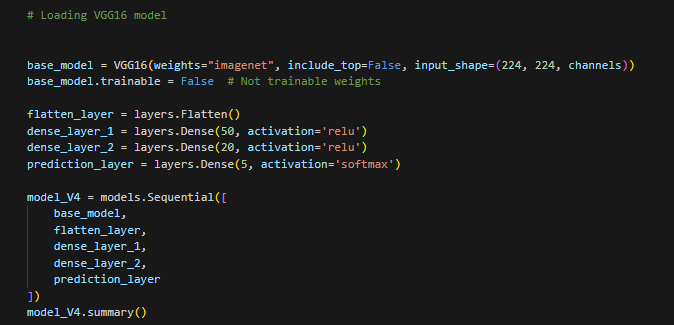 # Loading VGG16 model
base_model = VGG16(weights="imagenet", include_top=False, input_shape=(224, 224, channels))
base_model.trainable = False  # Not trainable weights
flatten_layer = layers.Flatten()
dense_layer_1 = layers.Dense(50, activation='relu')
dense_layer_2 = layers.Dense(20, activation='relu')
prediction_layer = layers.Dense(5, activation='softmax')
model_V4 = models.Sequential([
    base_model,
    flatten_layer,
    dense_layer_1,
    dense_layer_2,
    prediction_layer
])
model_V4.summary()